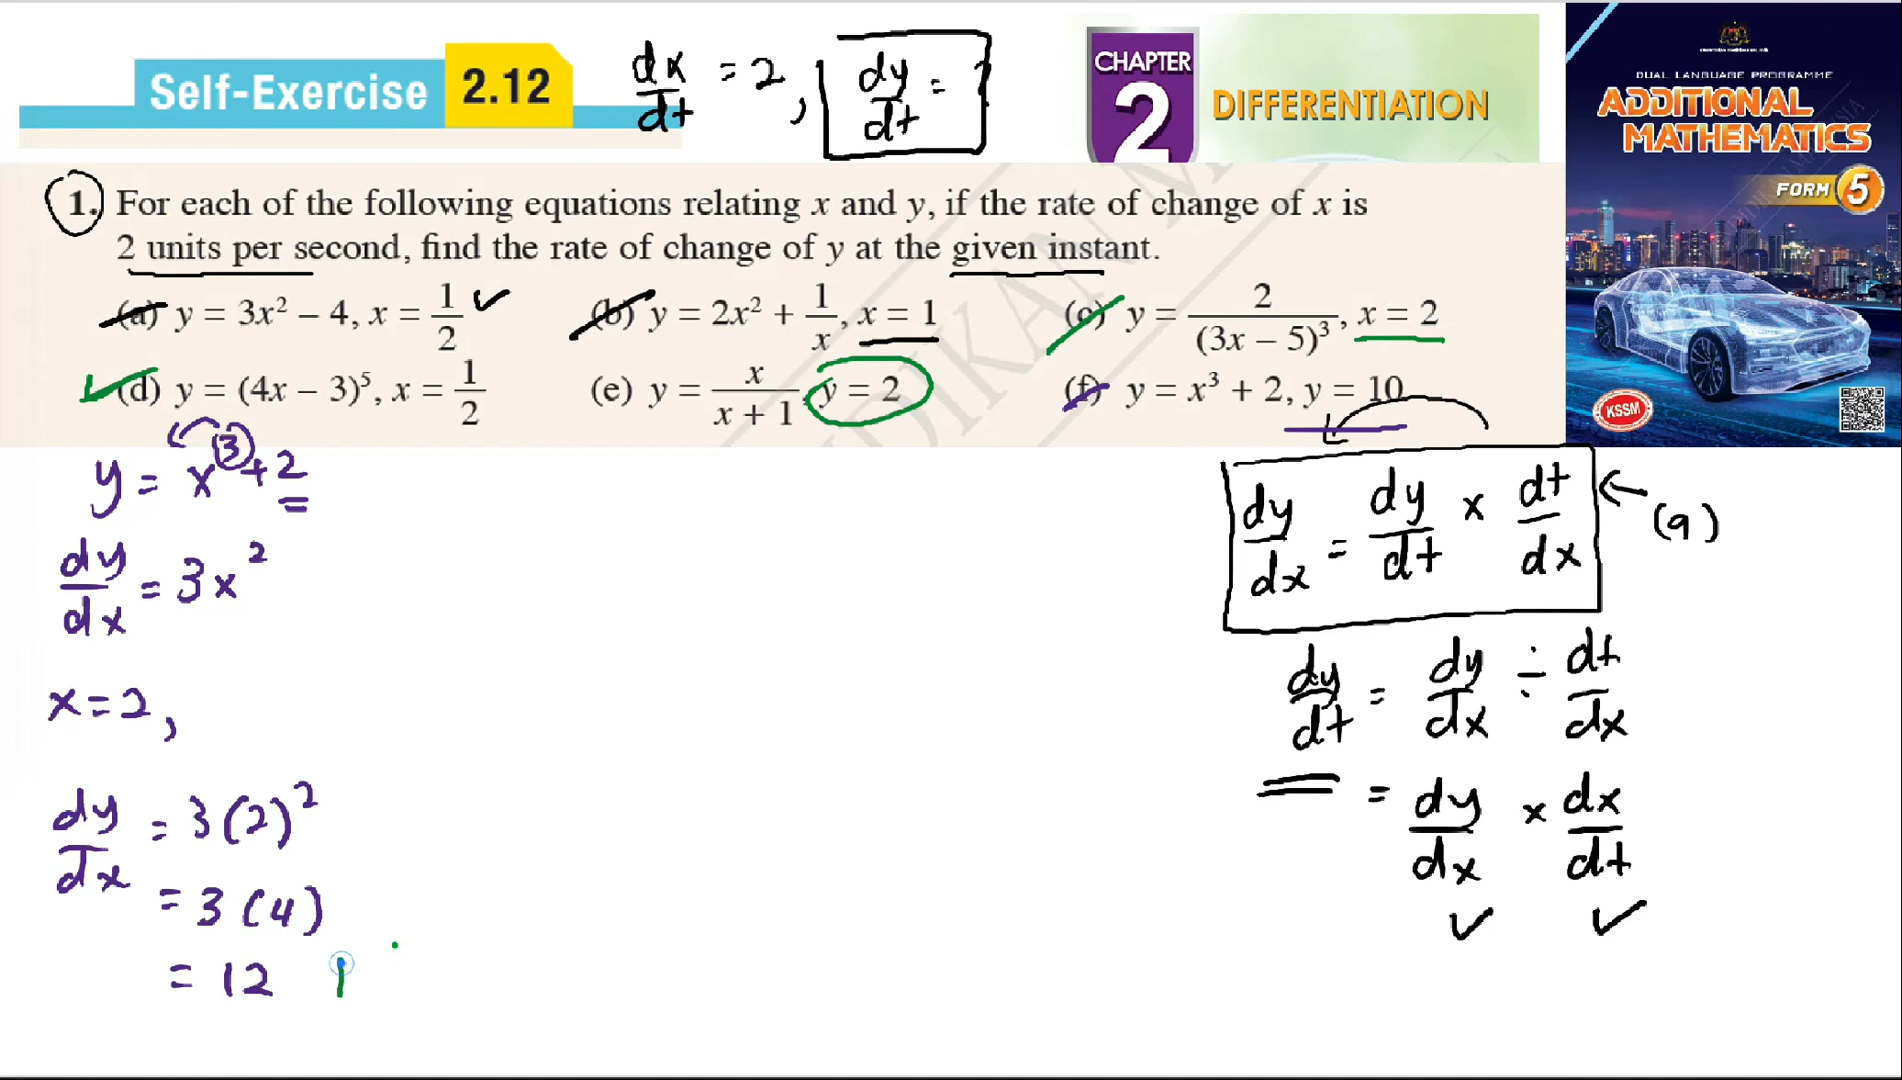 Self-Exercise 2.12
dx/dt = 2, dy/dt = ?
CHAPTER 2
DIFFERENTIATION
DUAL LANGUAGE PROGRAMME
ADDITIONAL
MATHEMATICS
FORM 5
KSSM
1. For each of the following equations relating x and y, if the rate of change of x is
2 units per second, find the rate of change of y at the given instant.
(a) y = 3x² – 4, x = 1/2 ✓ (b) y = 2x² + 1/x, x = 1 (c) y = 2/(3x – 5)³, x = 2
(d) y = (4x – 3)⁵, x = 1/2 (e) y = x/(x + 1), y = 2 (f) y = x³ + 2, y = 10
y = x³ + 2
dy/dx = 3x²
x = 2,
dy/dx = 3(2)²
= 3(4)
= 12
dy/dx = dy/dt × dt/dx
dy/dt = dy/dx ÷ dt/dx
= dy/dx × dx/dt
✓ ✓